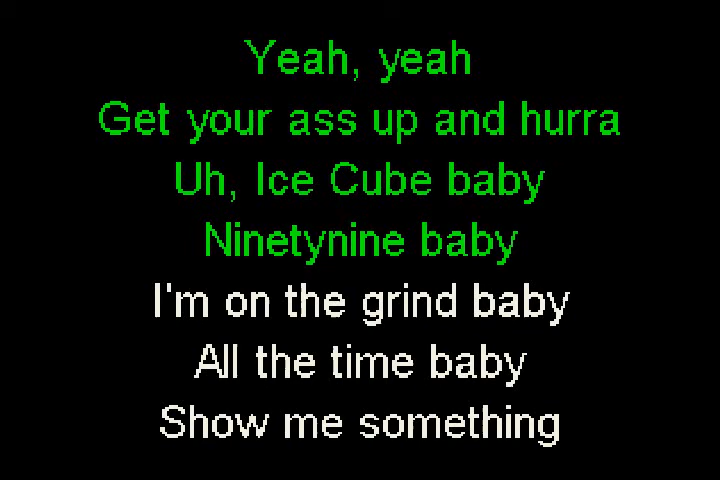 Yeah, yeah
Get your ass up and hurra
Uh, Ice Cube baby
Ninetynine baby
I'm on the grind baby
All the time baby
Show me something